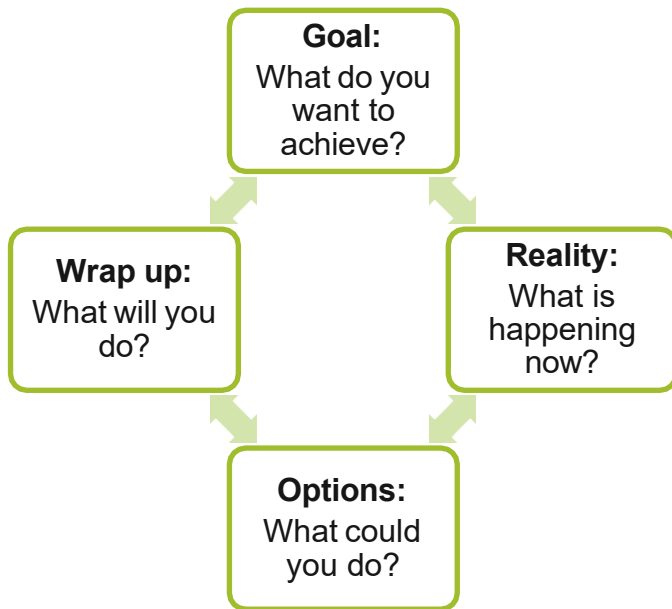 Goal:
What do you
want to
achieve?
Reality:
What is
happening
now?
Options:
What could
you do?
Wrap up:
What will you
do?